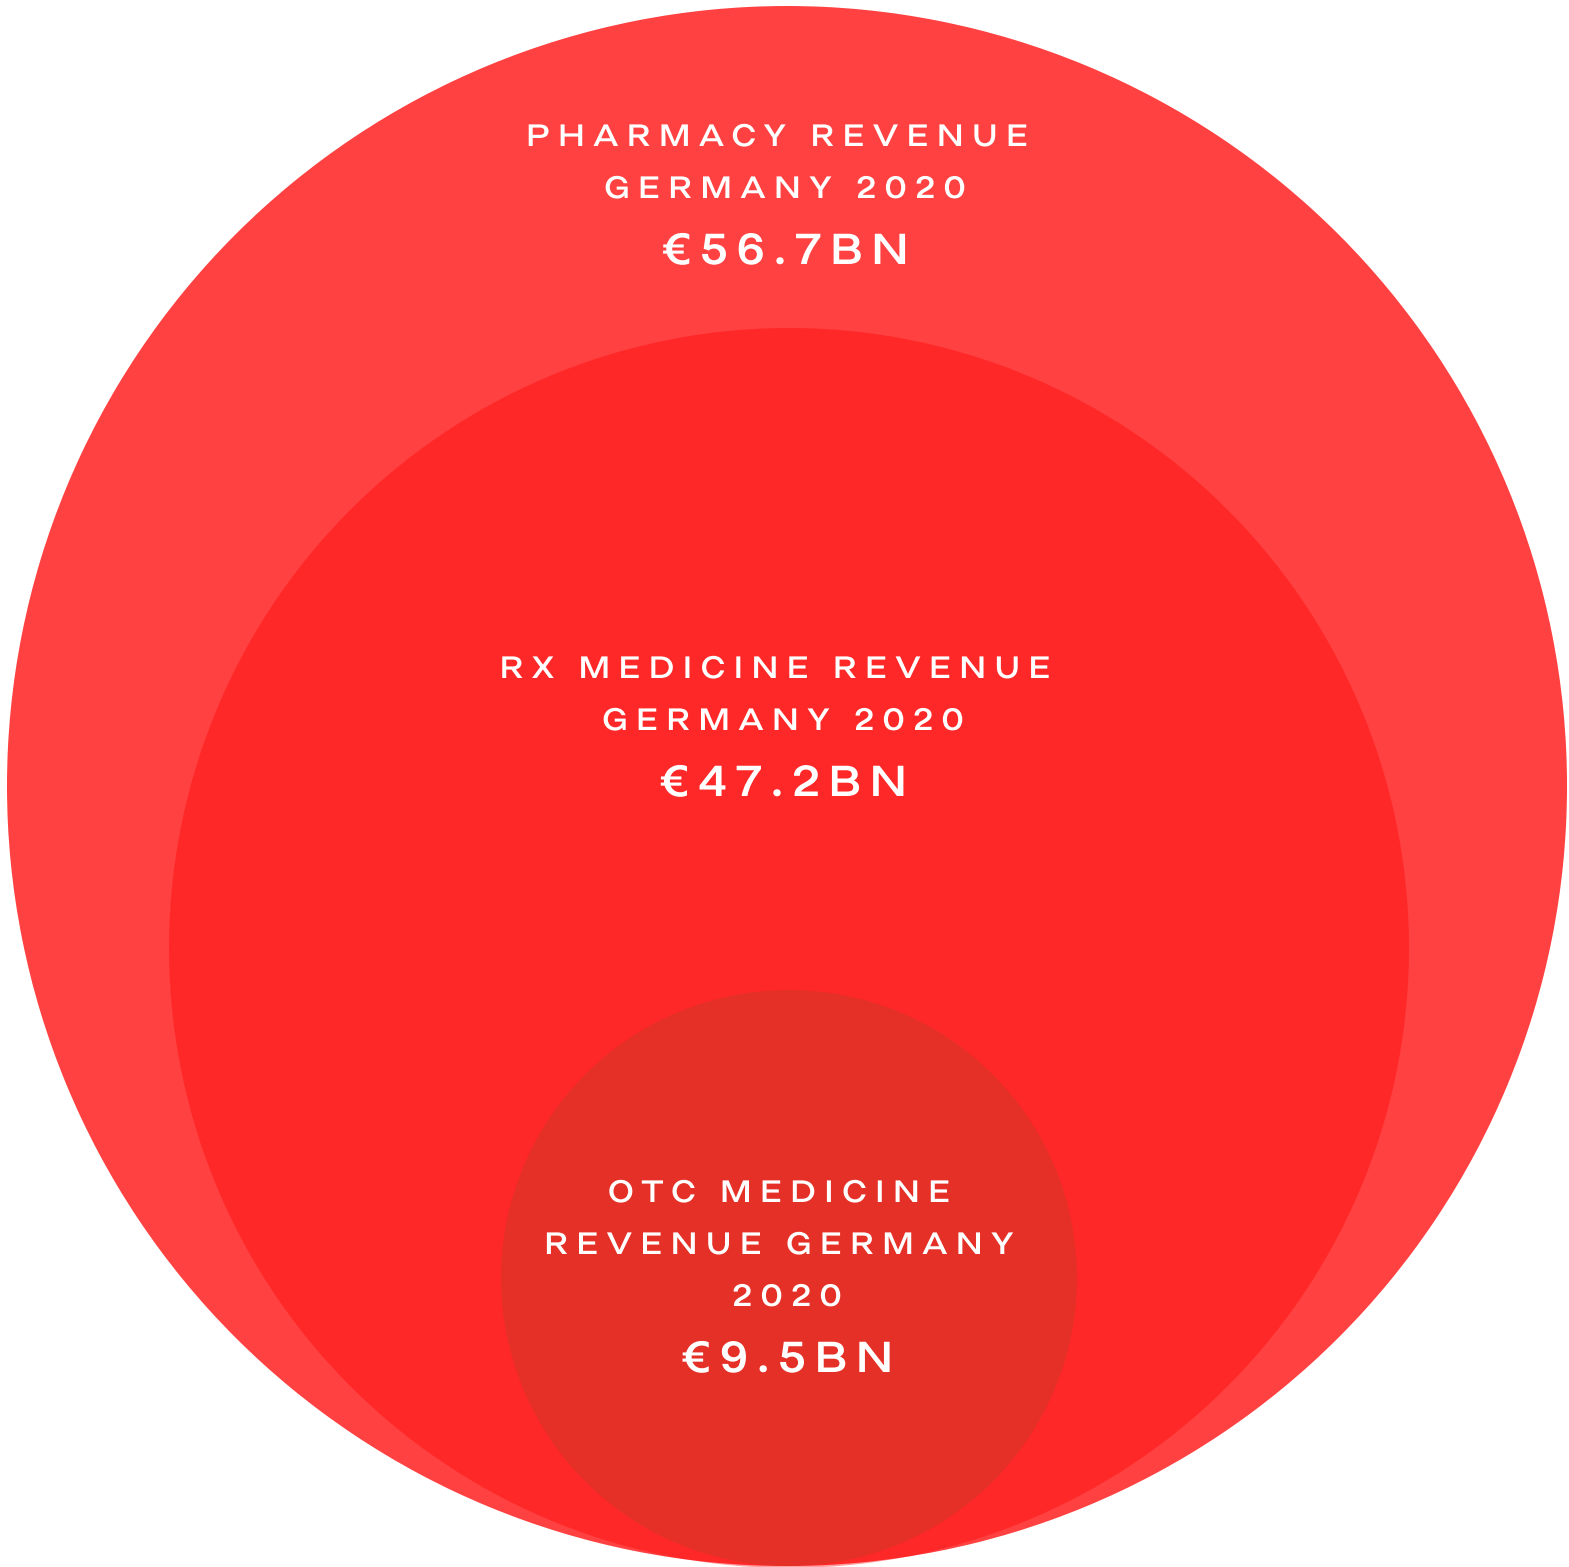 PHARMACY REVENUE
GERMANY 2020
€56.7BN
RX MEDICINE REVENUE
GERMANY 2020
€47.2BN
OTC MEDICINE
REVENUE GERMANY
2020
€9.5BN